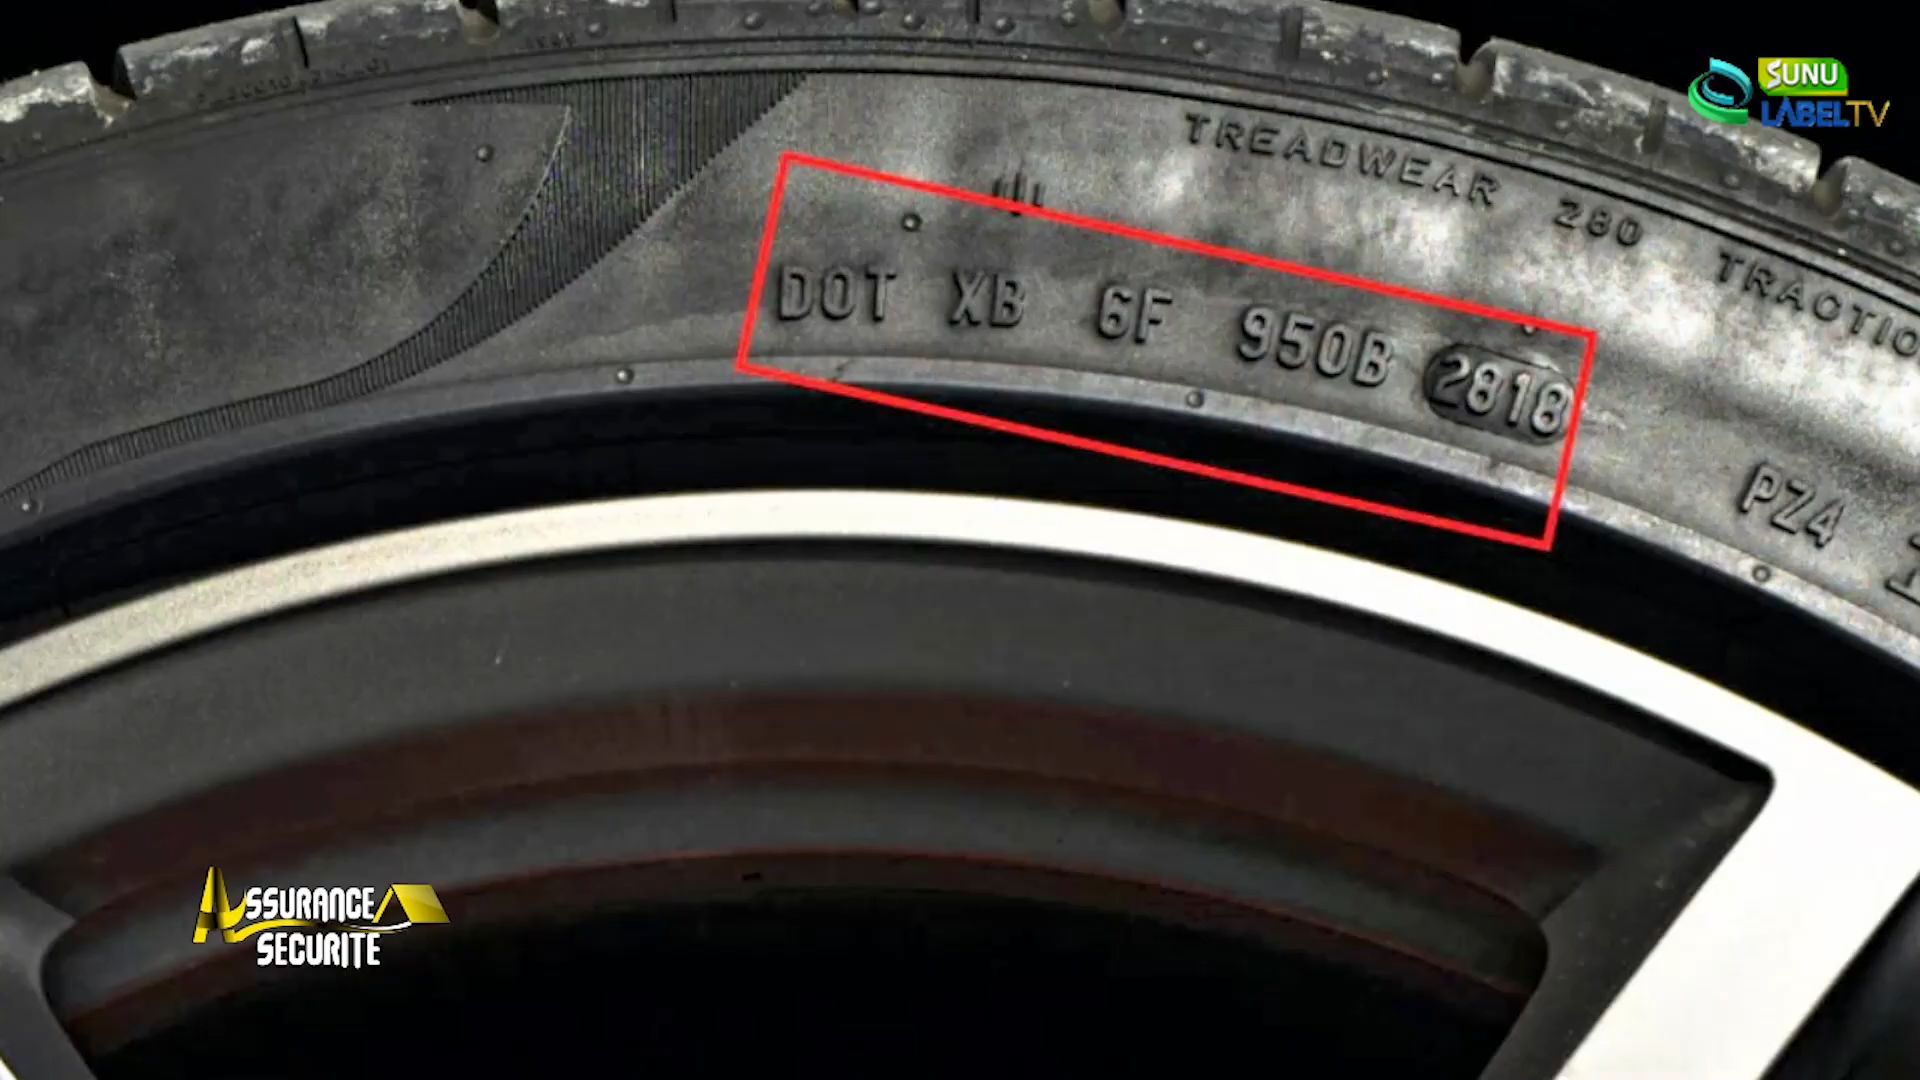 SUNU
LABELTV
TREADWEAR 280 TRACTIO
DOT XB 6F 950B 2818
PZ4
ASSURANCE
SECURITE